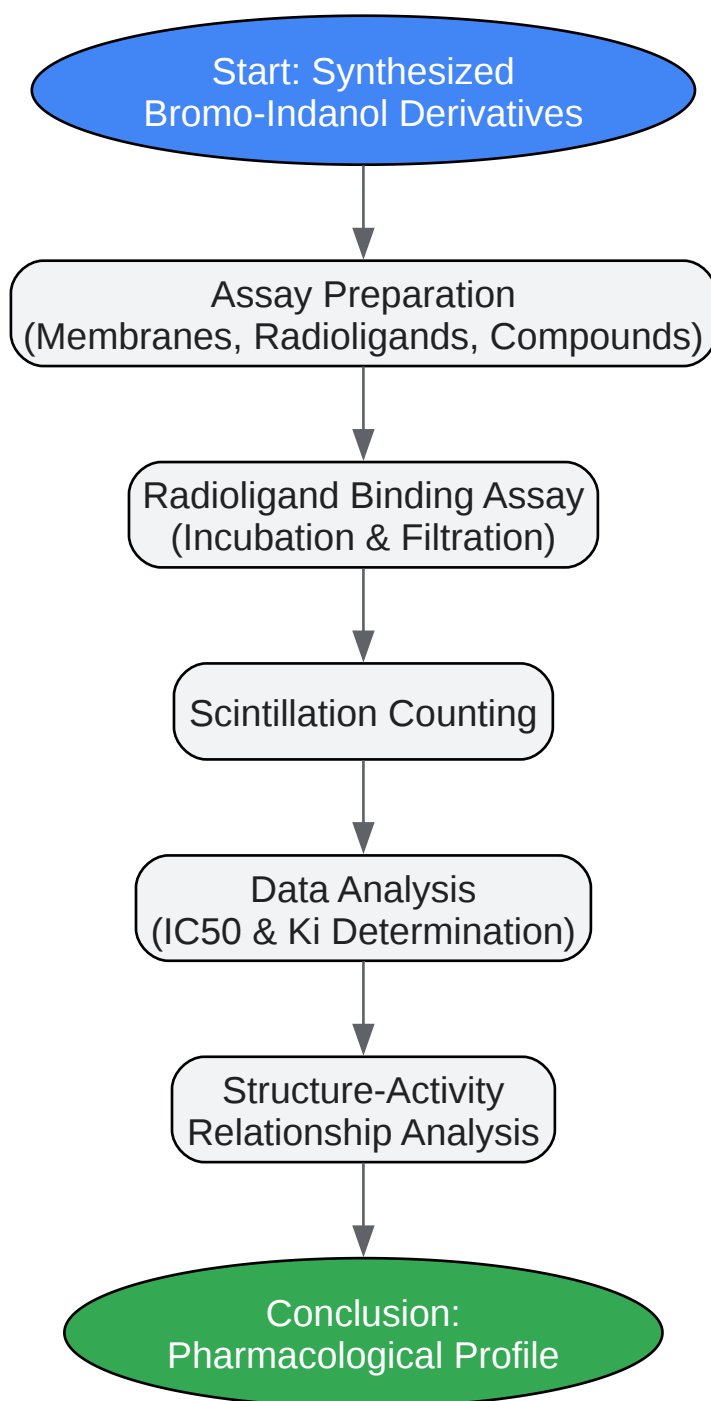 Start: Synthesized
Bromo-Indanol Derivatives
Assay Preparation
(Membranes, Radioligands, Compounds)
Radioligand Binding Assay
(Incubation & Filtration)
Scintillation Counting
Data Analysis
(IC50 & Ki Determination)
Structure-Activity
Relationship Analysis
Conclusion:
Pharmacological Profile